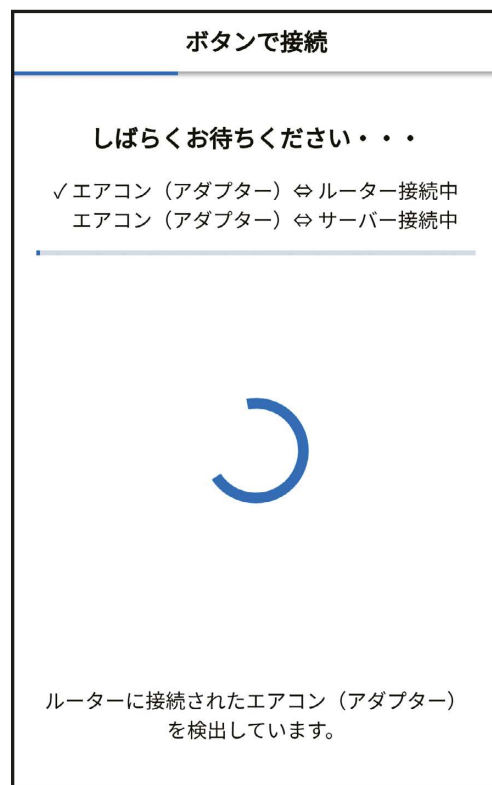 ボタンで接続
しばらくお待ちください・・・
✓エアコン（アダプター）⇔ルーター接続中
エアコン（アダプター）⇔サーバー接続中
ルーターに接続されたエアコン（アダプター）
を検出しています。